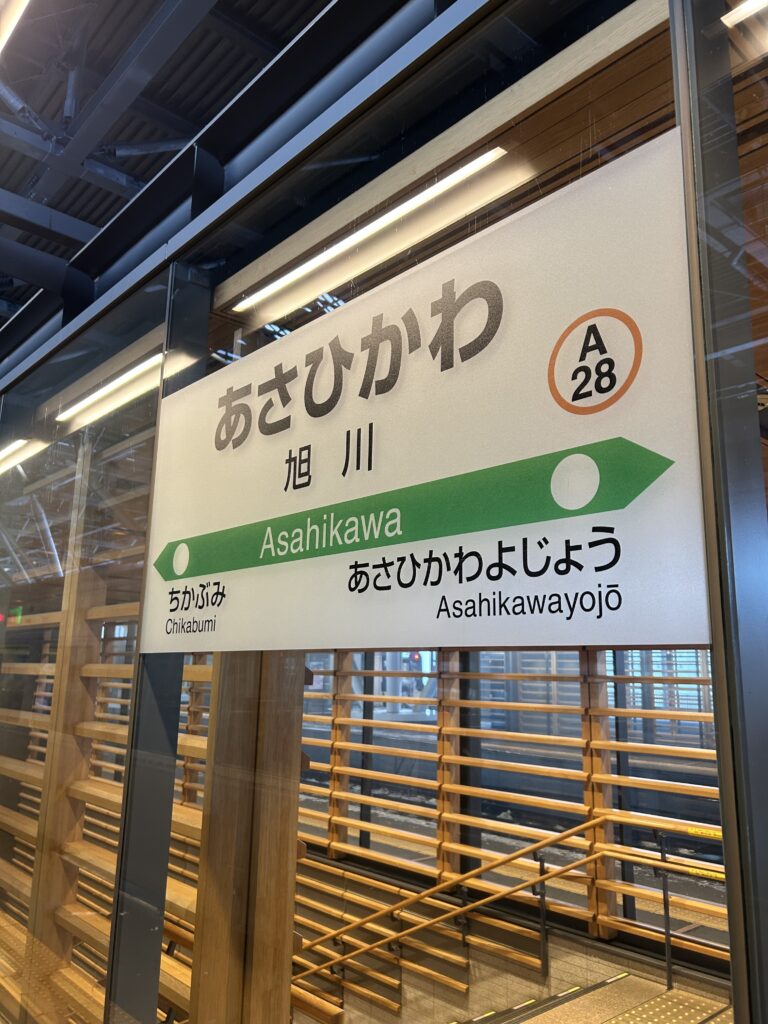 あさひかわ
A
28
旭川
Asahikawa
ちかぶみ
Chikabumi
あさひかわよじょう
Asahikawayojō